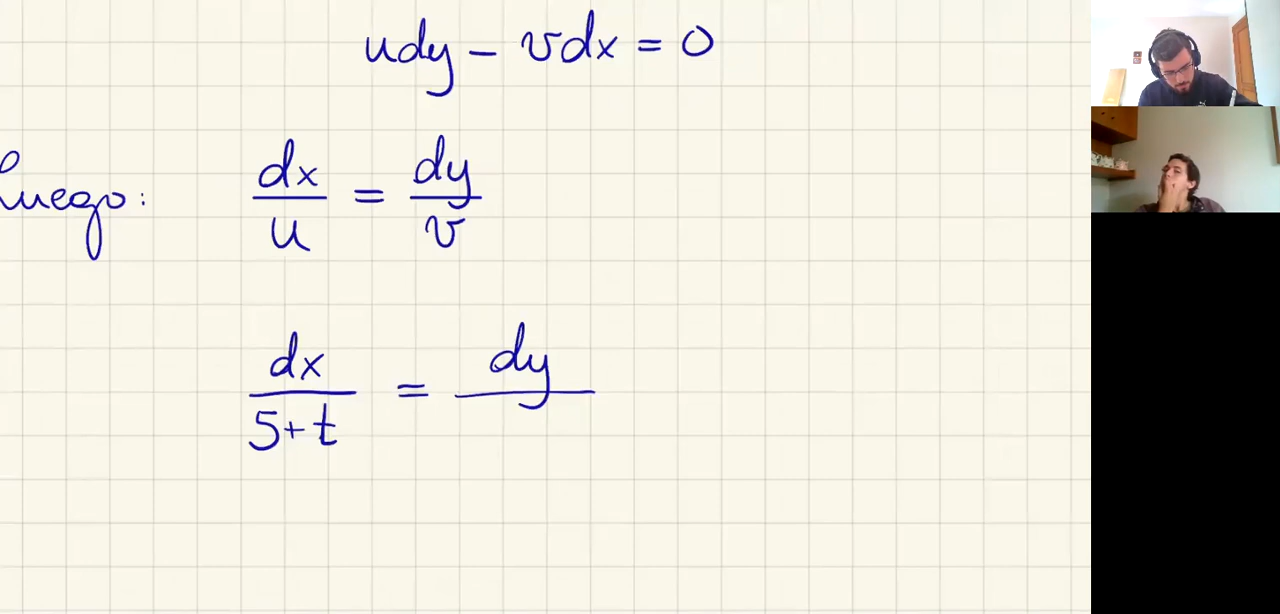 udy - vdx = 0
luego: dx/u = dy/v
dx/5+t = dy/